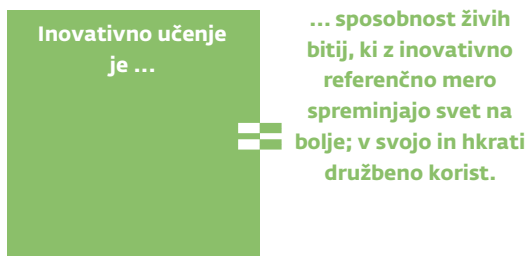 Inovativno učenje
je ...
... sposobnost živih
bitij, ki z inovativno
referenčno mero
spreminjajo svet na
bolje; v svojo in hkrati
družbeno korist.